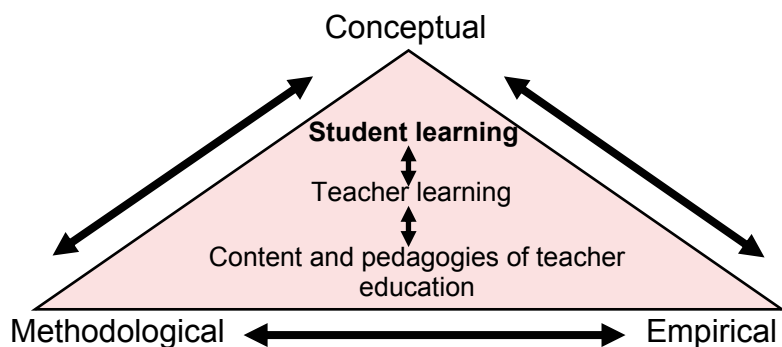 Conceptual
Student learning
Teacher learning
Content and pedagogies of teacher
education
Methodological
Empirical